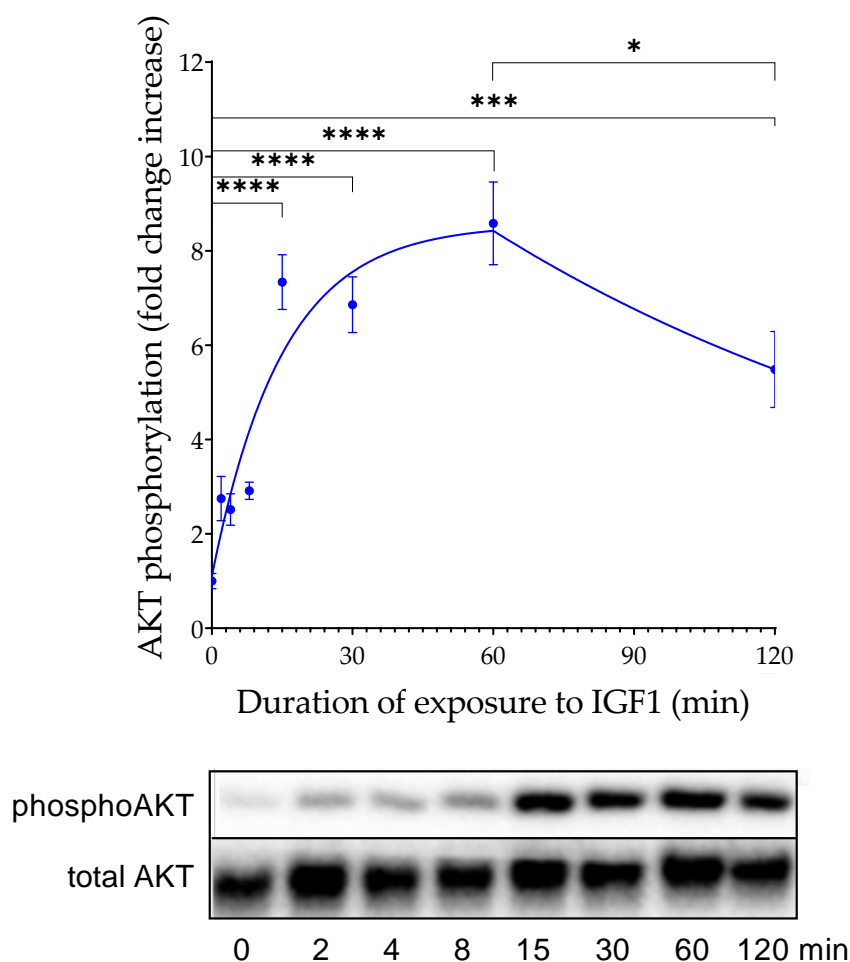 AKT phosphorylation (fold change increase)
12
10
8
6
4
2
0
*
***
****
****
****
0 30 60 90 120
Duration of exposure to IGF1 (min)
phosphoAKT
total AKT
0 2 4 8 15 30 60 120 min